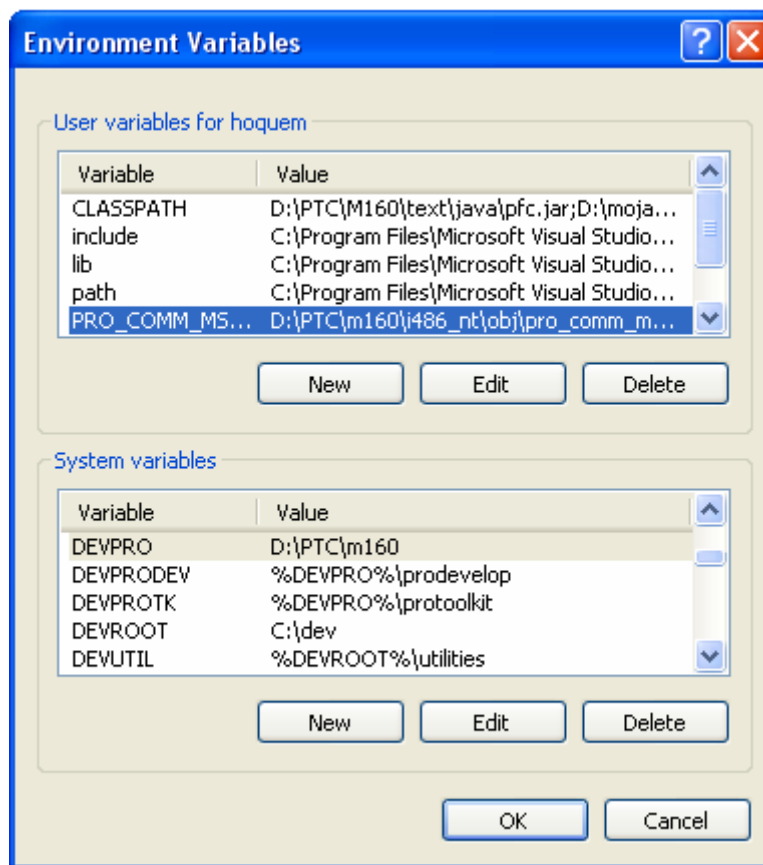 Environment Variables
User variables for hoquem
Variable Value
CLASSPATH D:\PTC\M160\text\java\pfc.jar;D:\moja...
include C:\Program Files\Microsoft Visual Studio...
lib C:\Program Files\Microsoft Visual Studio...
path C:\Program Files\Microsoft Visual Studio...
PRO_COMM_MS... D:\PTC\m160\i486_nt\obj\pro_comm_m...
New Edit Delete
System variables
Variable Value
DEVPRO D:\PTC\m160
DEVPRODEV %DEVPRO%\prodevelop
DEVPROTK %DEVPRO%\protoolkit
DEVROOT C:\dev
DEVUTIL %DEVROOT%\utilities
New Edit Delete
OK Cancel